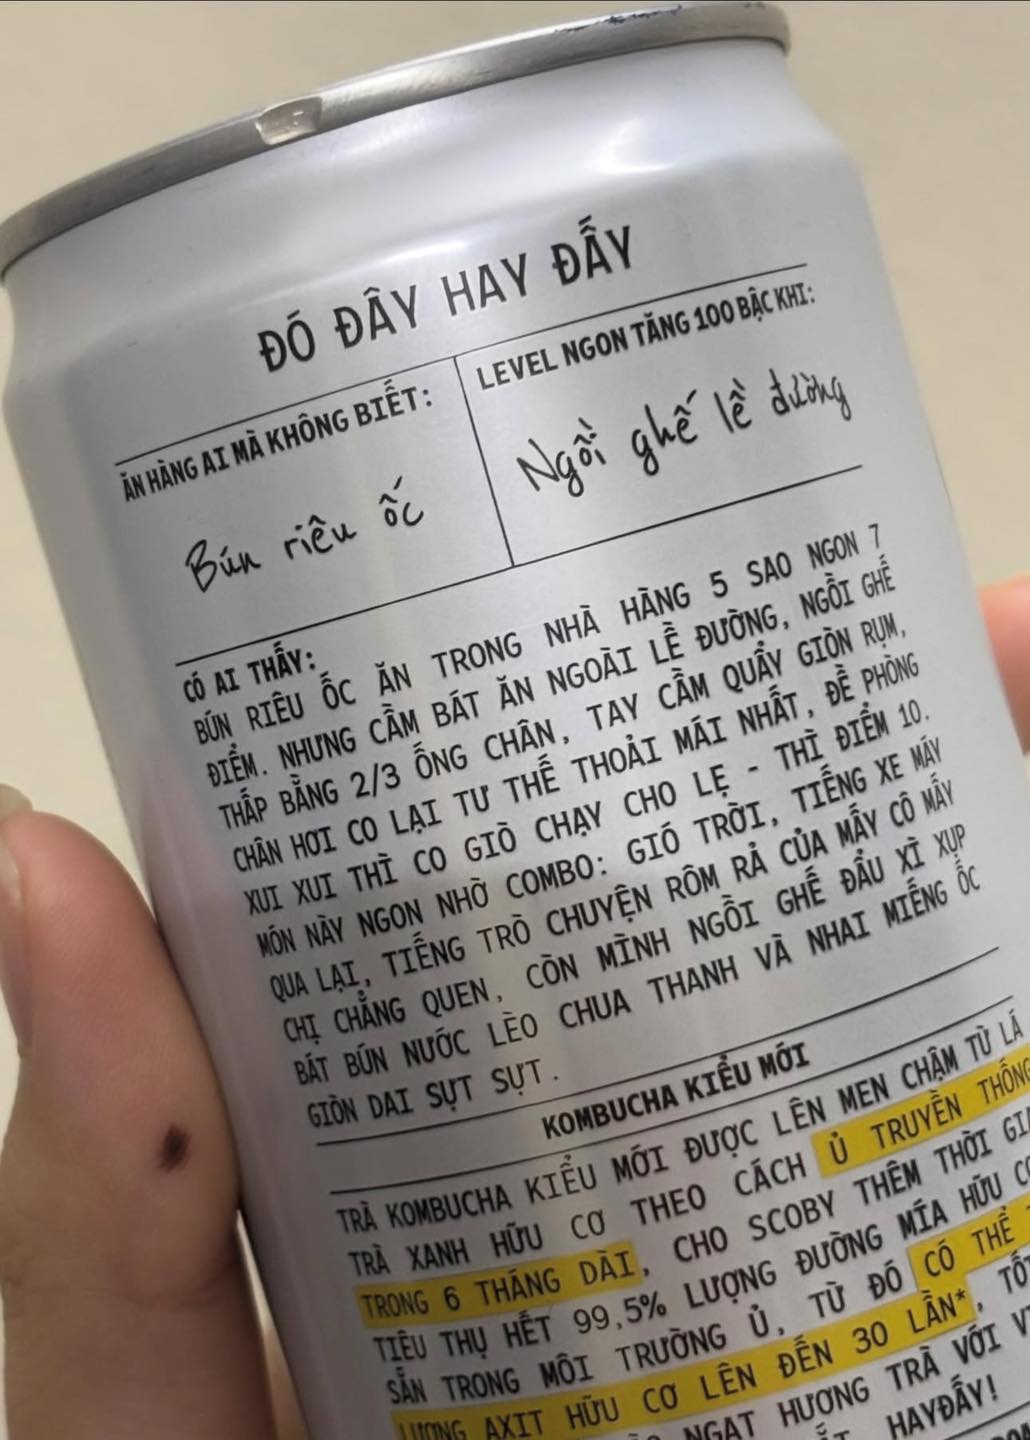 ĐÓ ĐÂY HAY ĐẤY
ĂN HÀNG AI MÀ KHÔNG BIẾT:
Bún riêu ốc
LEVEL NGON TĂNG 100 BẬC KHI:
Ngồi ghế lề đường
CÓ AI THẤY:
BÚN RIÊU ỐC ĂN TRONG NHÀ HÀNG 5 SAO NGON 7
ĐIỂM. NHƯNG CẦM BÁT ĂN NGOÀI LỀ ĐƯỜNG, NGỒI GHẾ
THẤP BẰNG 2/3 ỐNG CHÂN, TAY CẦM QUẨY GIÒN RỤM,
CHÂN HƠI CO LẠI TƯ THẾ THOẢI MÁI NHẤT, ĐỀ PHÒNG
XUI XUI THÌ CO GIÒ CHẠY CHO LẸ - THÌ ĐIỂM 10.
MÓN NÀY NGON NHỜ COMBO: GIÓ TRỜI, TIẾNG XE MÁY
QUA LẠI, TIẾNG TRÒ CHUYỆN RÔM RẢ CỦA MẤY CÔ MẤY
CHỊ CHẲNG QUEN, CÒN MÌNH NGỒI GHẾ ĐẨU XÌ XỤP
BÁT BÚN NƯỚC LÈO CHUA THANH VÀ NHAI MIẾNG ỐC
GIÒN DAI SỰT SỰT.
KOMBUCHA KIỂU MỚI
TRÀ KOMBUCHA KIỂU MỚI ĐƯỢC LÊN MEN CHẬM TỪ LÁ
TRÀ XANH HỮU CƠ THEO CÁCH Ủ TRUYỀN THỐNG
TRONG 6 THÁNG DÀI, CHO SCOBY THÊM THỜI
TIÊU THỤ HẾT 99,5% LƯỢNG ĐƯỜNG MÍA HỮU
SẴN TRONG MÔI TRƯỜNG Ủ, TỪ ĐÓ CÓ THỂ
LƯỢNG AXIT HỮU CƠ LÊN ĐẾN 30 LẦN*,
NGẠT HƯƠNG TRÀ VỚI
HAYĐẤY!